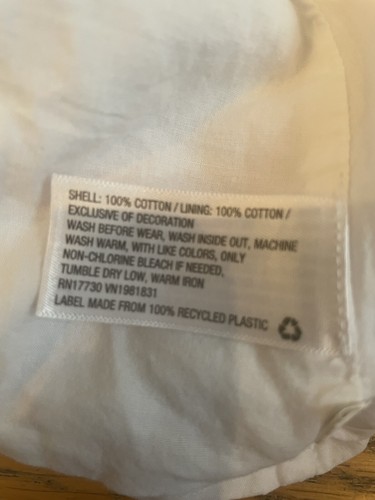 SHELL: 100% COTTON / LINING: 100% COTTON /
EXCLUSIVE OF DECORATION
WASH BEFORE WEAR, WASH INSIDE OUT, MACHINE
WASH WARM, WITH LIKE COLORS, ONLY
NON-CHLORINE BLEACH IF NEEDED,
TUMBLE DRY LOW, WARM IRON
RN17730 VN1981831
LABEL MADE FROM 100% RECYCLED PLASTIC